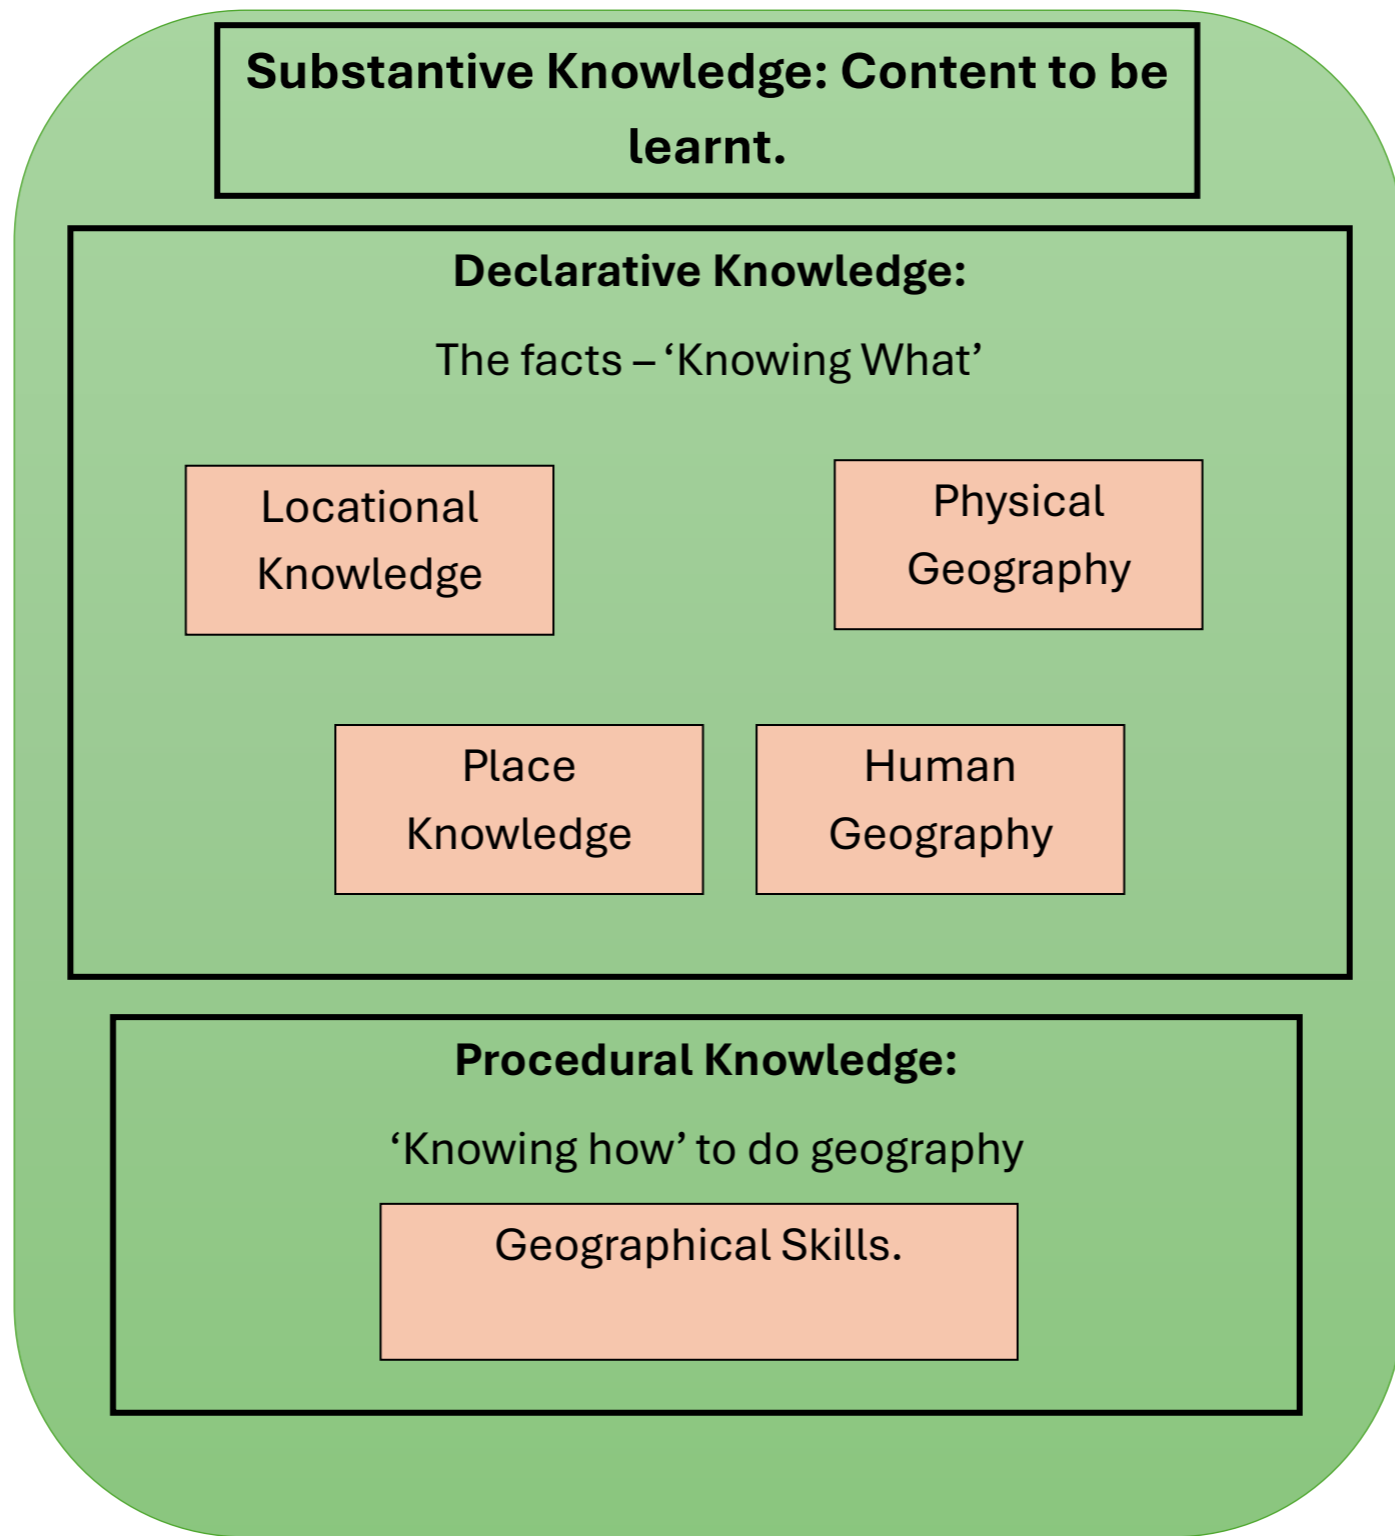 Substantive Knowledge: Content to be
learnt.
Declarative Knowledge:
The facts – ‘Knowing What’
Locational
Knowledge
Physical
Geography
Place
Knowledge
Human
Geography
Procedural Knowledge:
‘Knowing how’ to do geography
Geographical Skills.